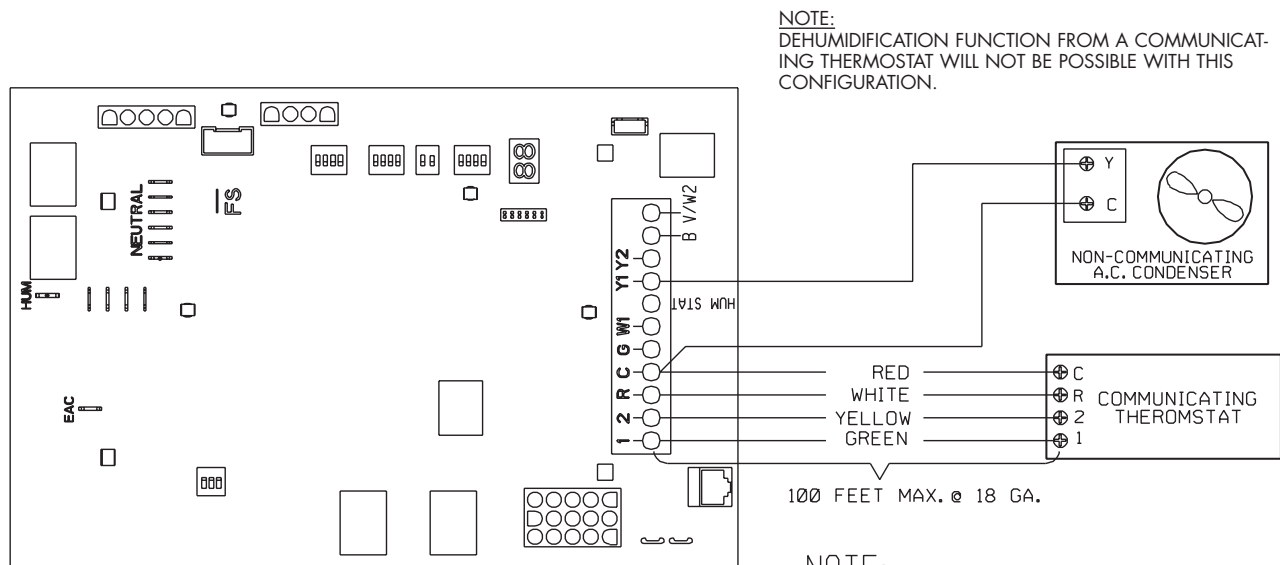 NOTE:
DEHUMIDIFICATION FUNCTION FROM A COMMUNICAT-
ING THERMOSTAT WILL NOT BE POSSIBLE WITH THIS
CONFIGURATION.
NEUTRAL
FS
HUM
EAC
V/W2
B
Y2
Y1
HUM STAT
W1
G
C
R
2
1
Y
C
NON-COMMUNICATING
A.C. CONDENSER
RED
WHITE
YELLOW
GREEN
C
R
2
1
COMMUNICATING
THEROMSTAT
100 FEET MAX. @ 18 GA.
NOTE: